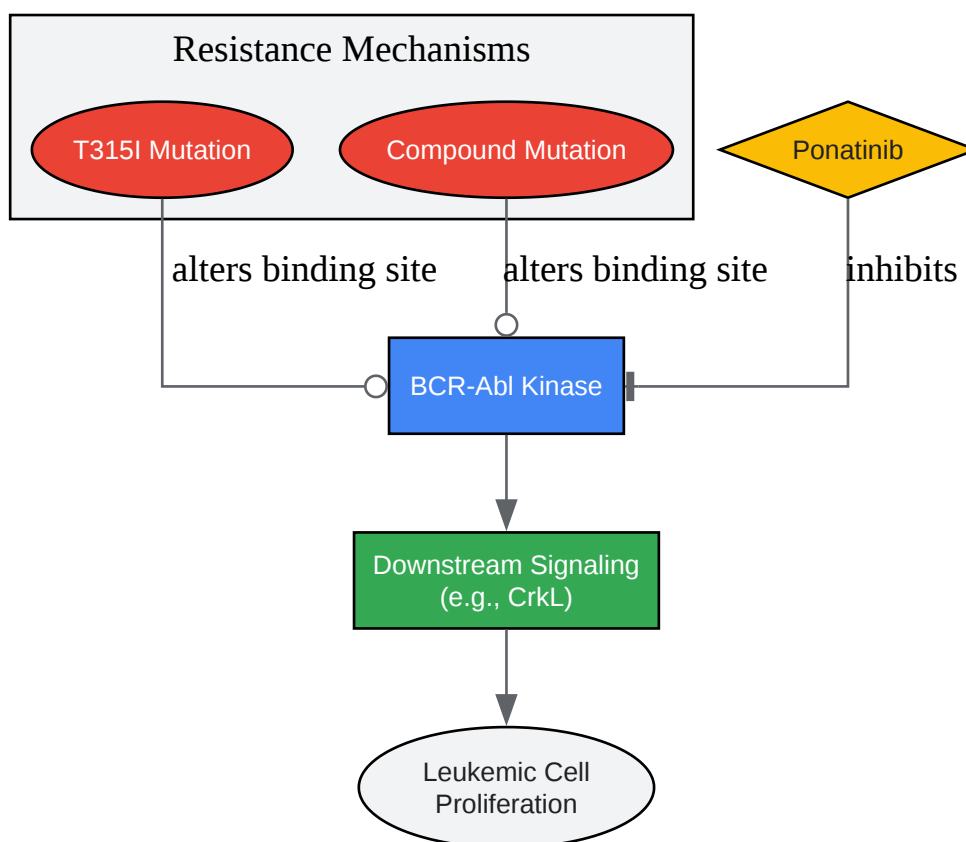 Resistance Mechanisms
T315I Mutation
Compound Mutation
Ponatinib
alters binding site
alters binding site
inhibits
BCR-Abl Kinase
Downstream Signaling
(e.g., CrkL)
Leukemic Cell
Proliferation